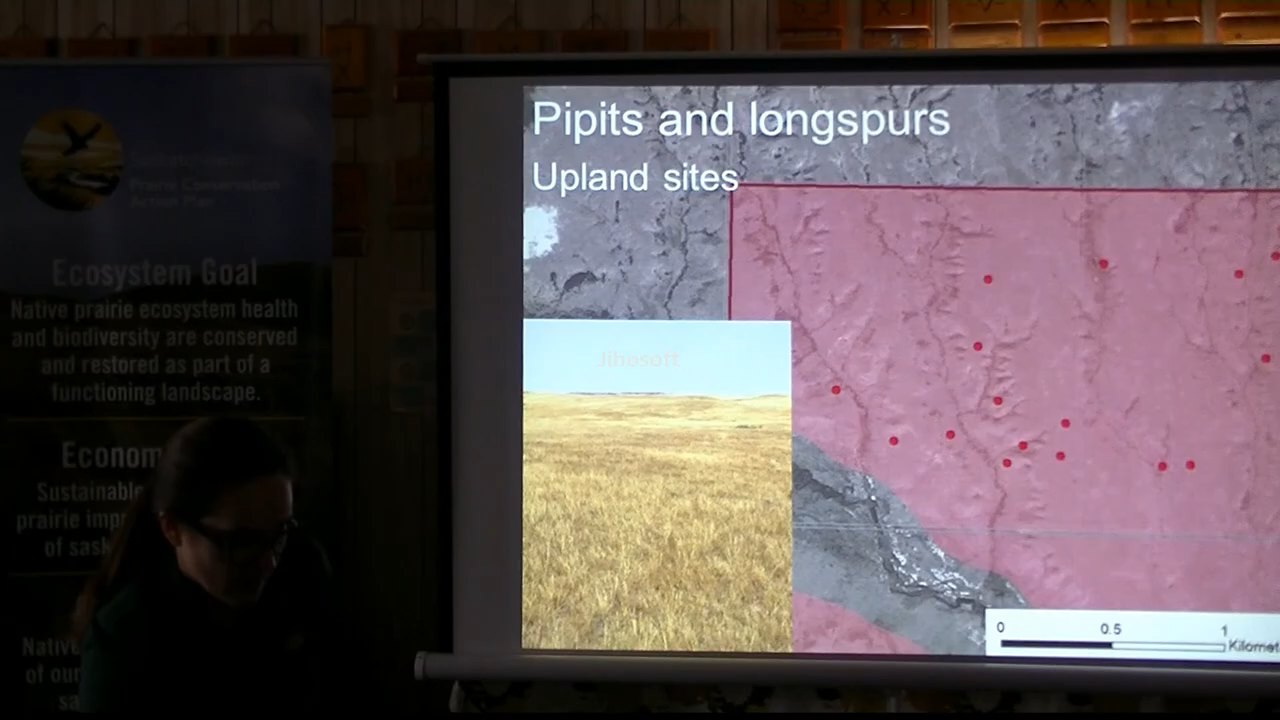 Prairie Conservation
Action Plan
Ecosystem Goal
Native prairie ecosystem health
and biodiversity are conserved
and restored as part of a
functioning landscape.
Econom
Sustainable
prairie imp
of sask
Native
of our
sa
Pipits and longspurs
Upland sites
Jihosoft
0 0.5 1
Kilomet